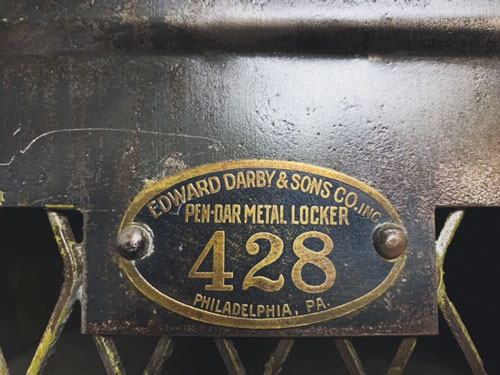 EDWARD DARBY & SONS CO. INC.
PEN-DAR METAL LOCKER
428
PHILADELPHIA, PA.